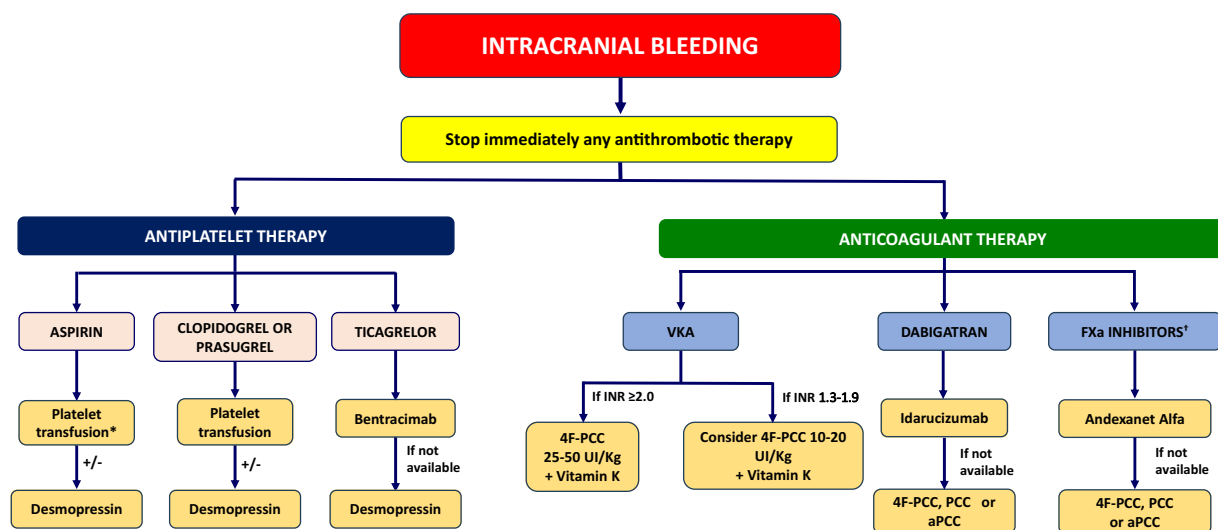 INTRACRANIAL BLEEDING
Stop immediately any antithrombotic therapy
ANTIPLATELET THERAPY
ANTICOAGULANT THERAPY
ASPIRIN
CLOPIDOGREL OR
PRASUGREL
TICAGRELOR
VKA
DABIGATRAN
FXa INHIBITORS†
If INR ≥2.0
If INR 1.3-1.9
Platelet
transfusion*
Platelet
transfusion
Bentracimab
4F-PCC
25-50 UI/Kg
+ Vitamin K
Consider 4F-PCC 10-20
UI/Kg
+ Vitamin K
Idarucizumab
Andexanet Alfa
+/-
+/-
If not
available
If not
available
If not
available
Desmopressin
Desmopressin
Desmopressin
4F-PCC, PCC or
aPCC
4F-PCC, PCC
or aPCC